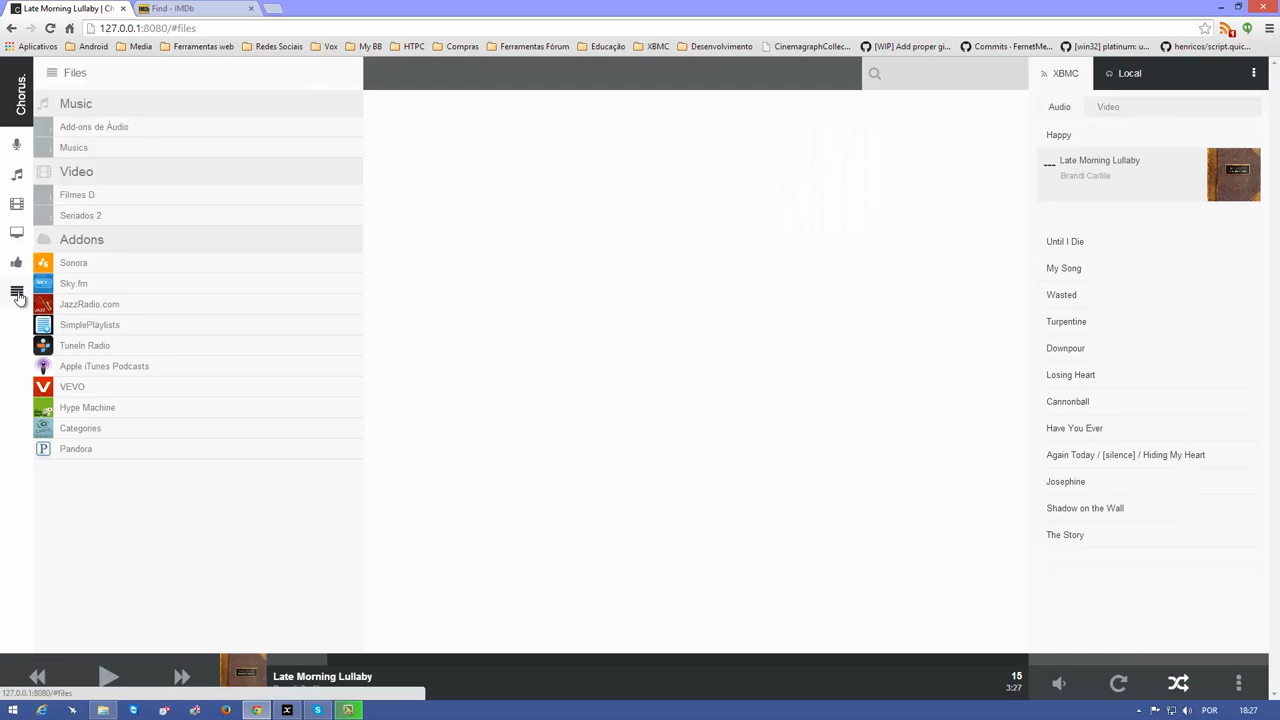 Late Morning Lullaby | Ch
Find - IMDb
127.0.0.1:8080/#files
Aplicativos
Android
Media
Ferramentas web
Redes Sociais
Vox
My BB
HTPC
Compras
Ferramentas Fórum
Educação
XBMC
Desenvolvimento
CinemagraphCollec...
[WIP] Add proper gi...
Commits · FernetMe...
[win32] platinum: u...
henricos/script.quic...
Chorus.
Files
XBMC
Local
Music
Add-ons de Áudio
Musics
Video
Filmes D
Seriados 2
Addons
Sonora
Sky.fm
JazzRadio.com
SimplePlaylists
TuneIn Radio
Apple iTunes Podcasts
VEVO
Hype Machine
Categories
Pandora
Audio
Video
Happy
Late Morning Lullaby
Brandi Carlile
Until I Die
My Song
Wasted
Turpentine
Downpour
Losing Heart
Cannonball
Have You Ever
Again Today / [silence] / Hiding My Heart
Josephine
Shadow on the Wall
The Story
Late Morning Lullaby
15
3:27
127.0.0.1:8080/#files
POR
18:27